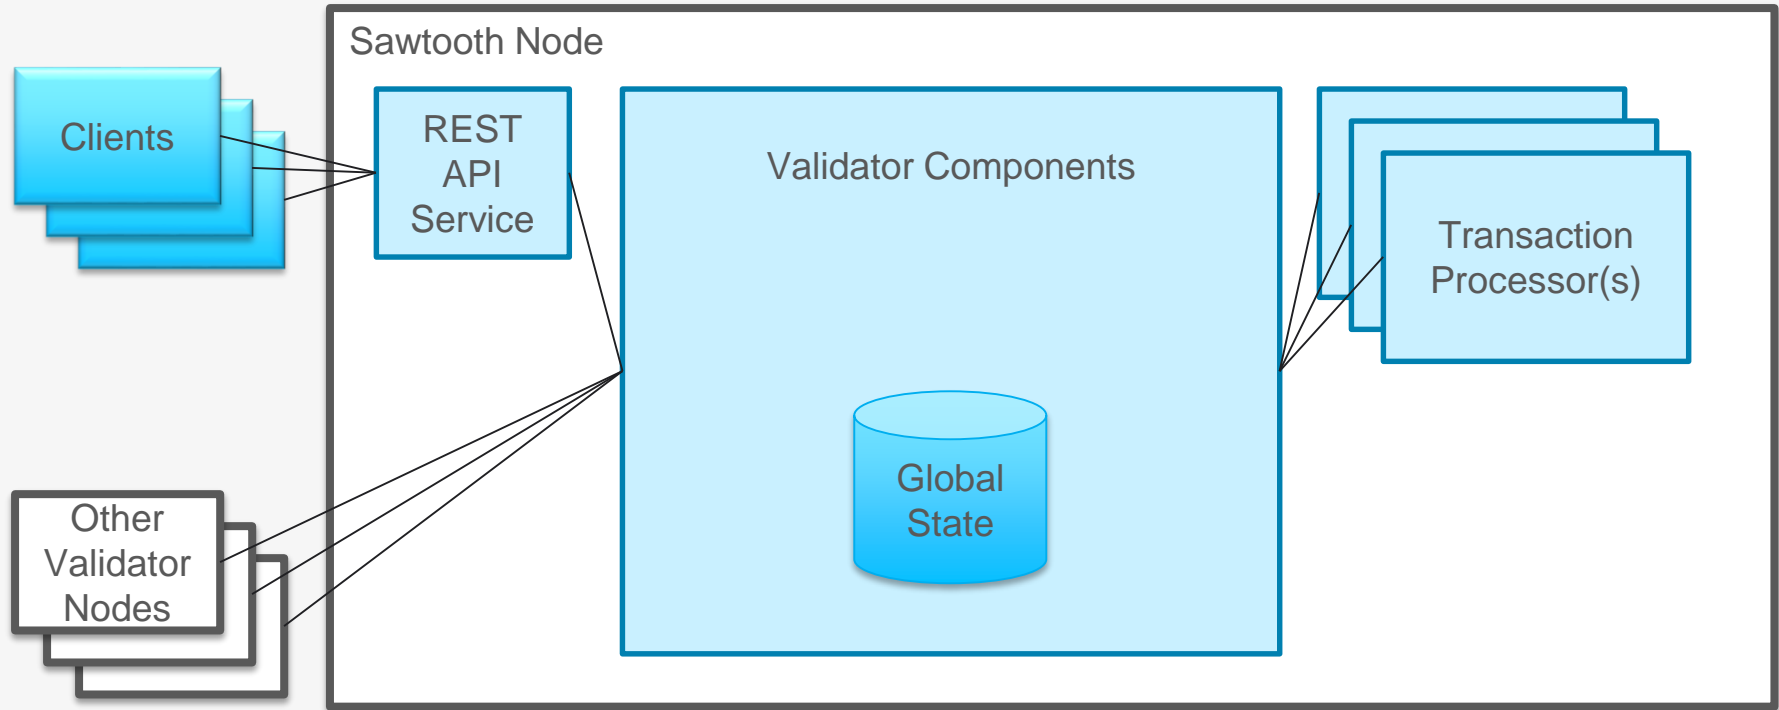 Sawtooth Node
Clients
REST
API
Service
Validator Components
Transaction
Processor(s)
Global
State
Other
Validator
Nodes